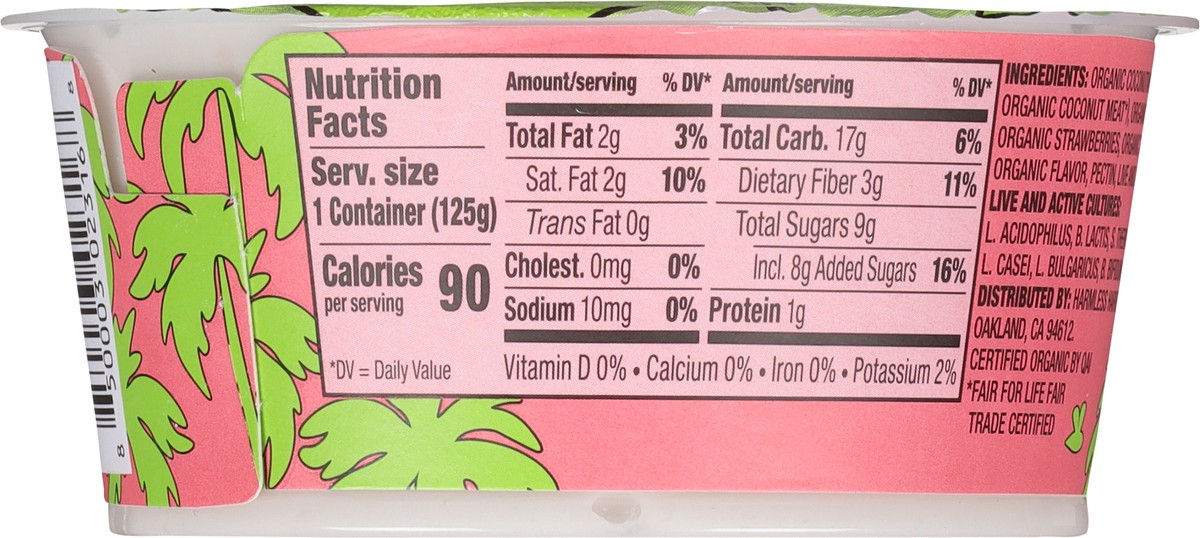 Nutrition
Facts
Serv. size
1 Container (125g)
Calories
per serving
90
*DV = Daily Value
Amount/serving % DV*
Total Fat 2g 3%
Sat. Fat 2g 10%
Trans Fat 0g
Cholest. 0mg 0%
Sodium 10mg 0%
Amount/serving % DV*
Total Carb. 17g 6%
Dietary Fiber 3g 11%
Total Sugars 9g
Incl. 8g Added Sugars 16%
Protein 1g
Vitamin D 0% • Calcium 0% • Iron 0% • Potassium 2%
INGREDIENTS: ORGANIC
ORGANIC COCONUT MEAT*,
ORGANIC STRAWBERRIES,
ORGANIC FLAVOR, PECTIN,
LIVE AND ACTIVE CULTURES:
L. ACIDOPHILUS, B. LACTIS,
L. CASEI, L. BULGARICUS, B.
DISTRIBUTED BY:
OAKLAND, CA 94612.
CERTIFIED ORGANIC BY QAI
*FAIR FOR LIFE FAIR
TRADE CERTIFIED
8 50003 02316 8